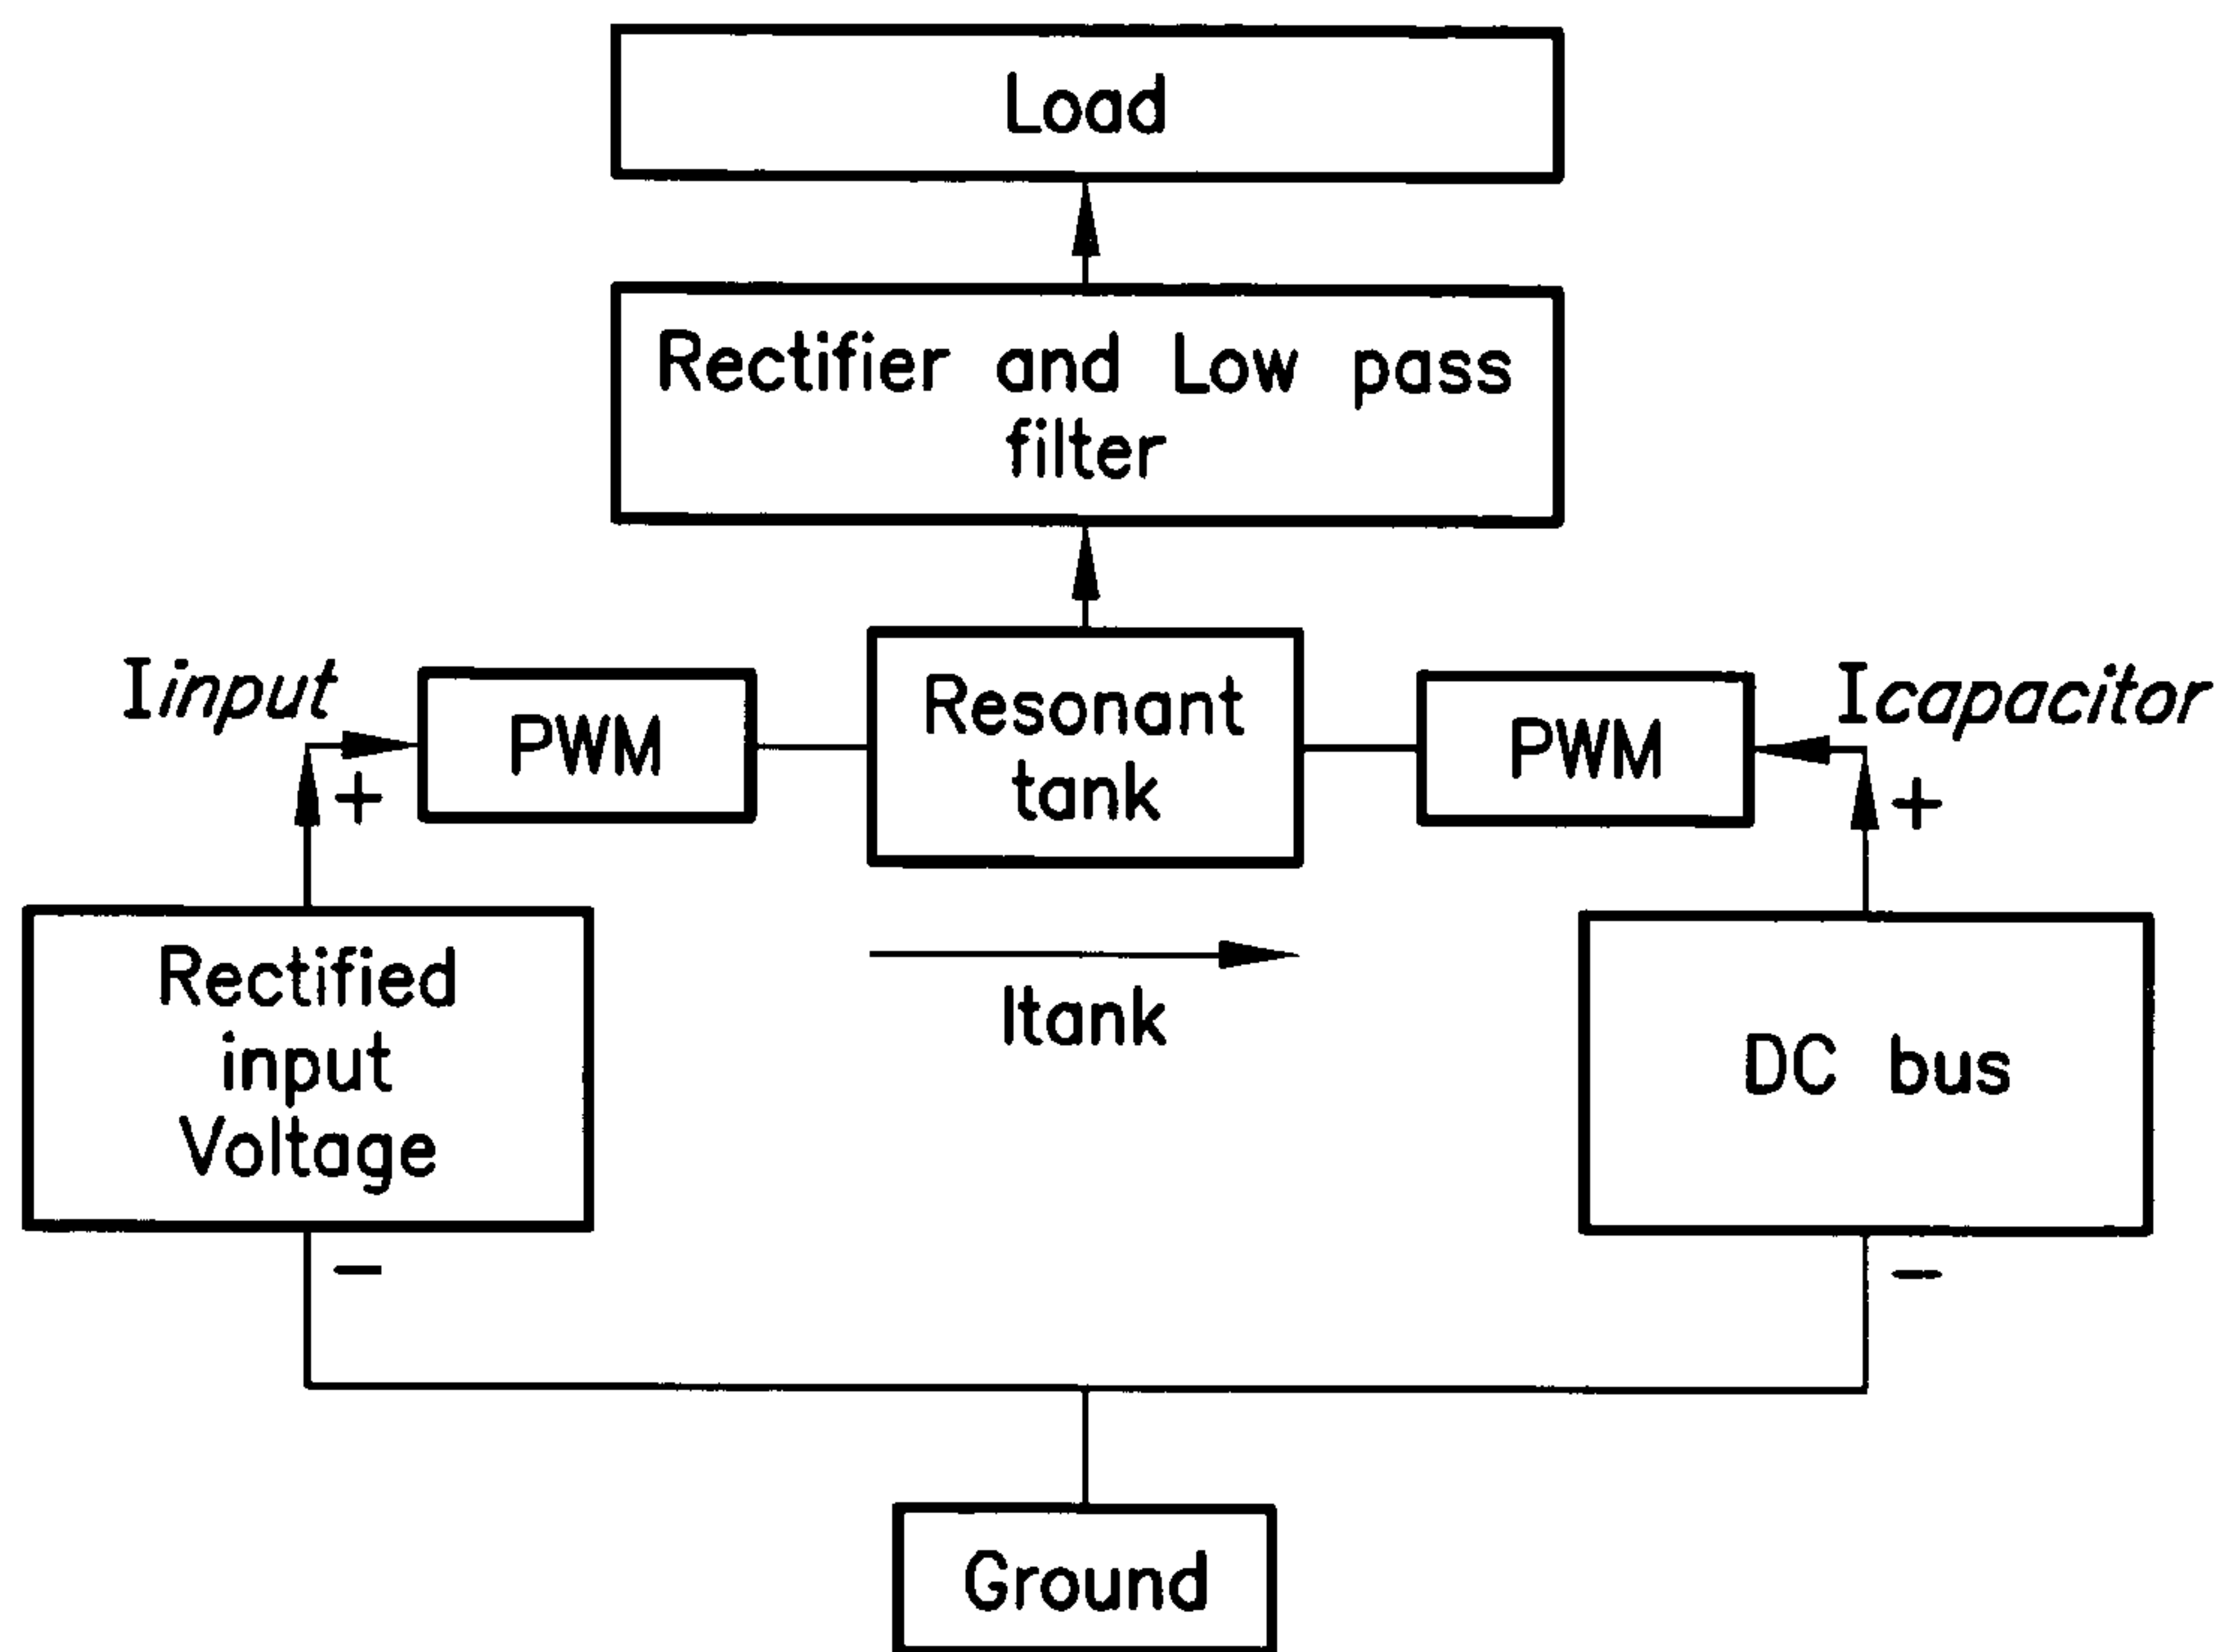 Load
Rectifier and Low pass
filter
Iinput
PWM
Resonant
tank
PWM
Icapacitor
+
+
Rectified
input
Voltage
Itank
DC bus
−
−
Ground